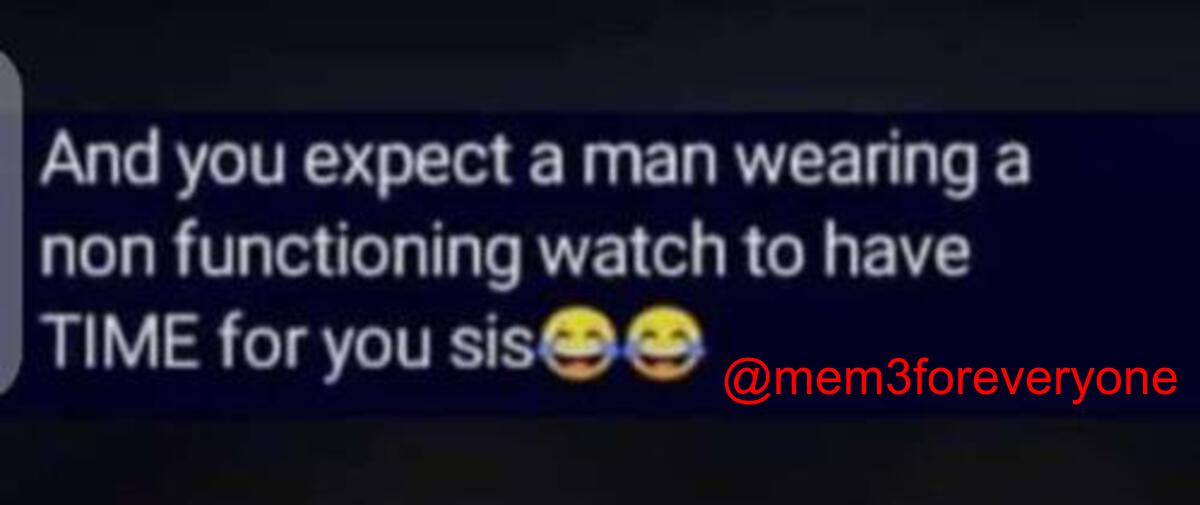 And you expect a man wearing a
non functioning watch to have
TIME for you sis😂😂
@mem3foreveryone